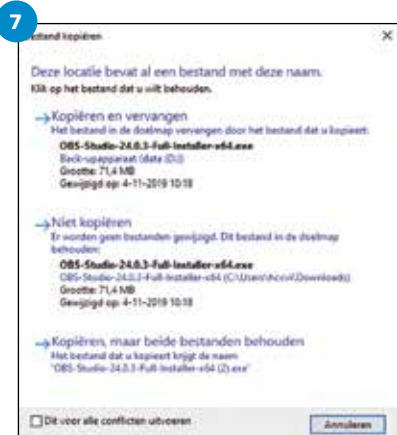 7
Bestand kopiëren
Deze locatie bevat al een bestand met deze naam.
Klik op het bestand dat u wilt behouden.
Kopiëren en vervangen
Het bestand in de doelmap vervangen door het bestand dat u kopieert:
OBS-Studio-24.0.3-Full-Installer-x64.exe
Back-upapparaat (data (D:))
Grootte: 71,4 MB
Gewijzigd op: 4-11-2019 10:18
Niet kopiëren
Er worden geen bestanden gewijzigd. Dit bestand in de doelmap
behouden:
OBS-Studio-24.0.3-Full-Installer-x64.exe
OBS-Studio-24.0.3-Full-Installer-x64 (C:\Users\hccvi\Downloads)
Grootte: 71,4 MB
Gewijzigd op: 4-11-2019 10:18
Kopiëren, maar beide bestanden behouden
Het bestand dat u kopieert krijgt de naam
"OBS-Studio-24.0.3-Full-Installer-x64 (2).exe"
Dit voor alle conflicten uitvoeren
Annuleren